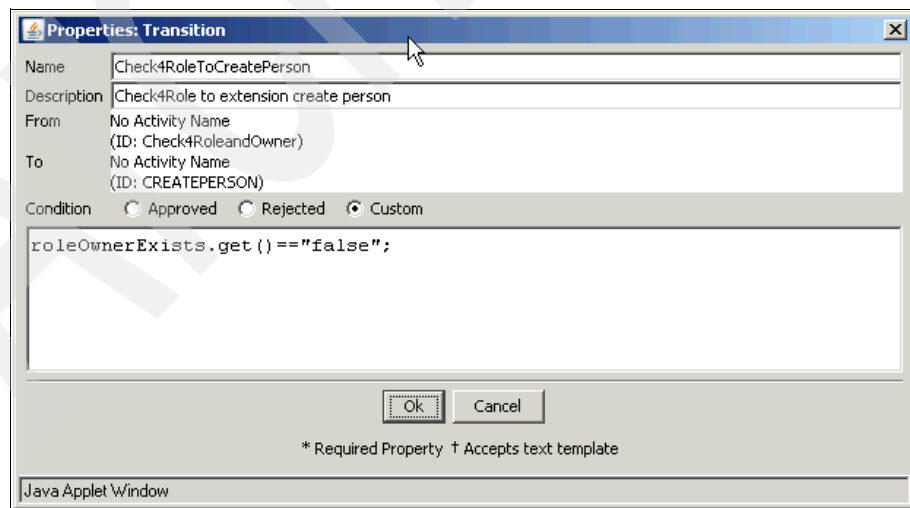 Properties: Transition
Name Check4RoleToCreatePerson
Description Check4Role to extension create person
From No Activity Name
(ID: Check4RoleandOwner)
To No Activity Name
(ID: CREATEPERSON)
Condition Approved Rejected Custom
roleOwnerExists.get()=="false";
Ok Cancel
* Required Property † Accepts text template
Java Applet Window